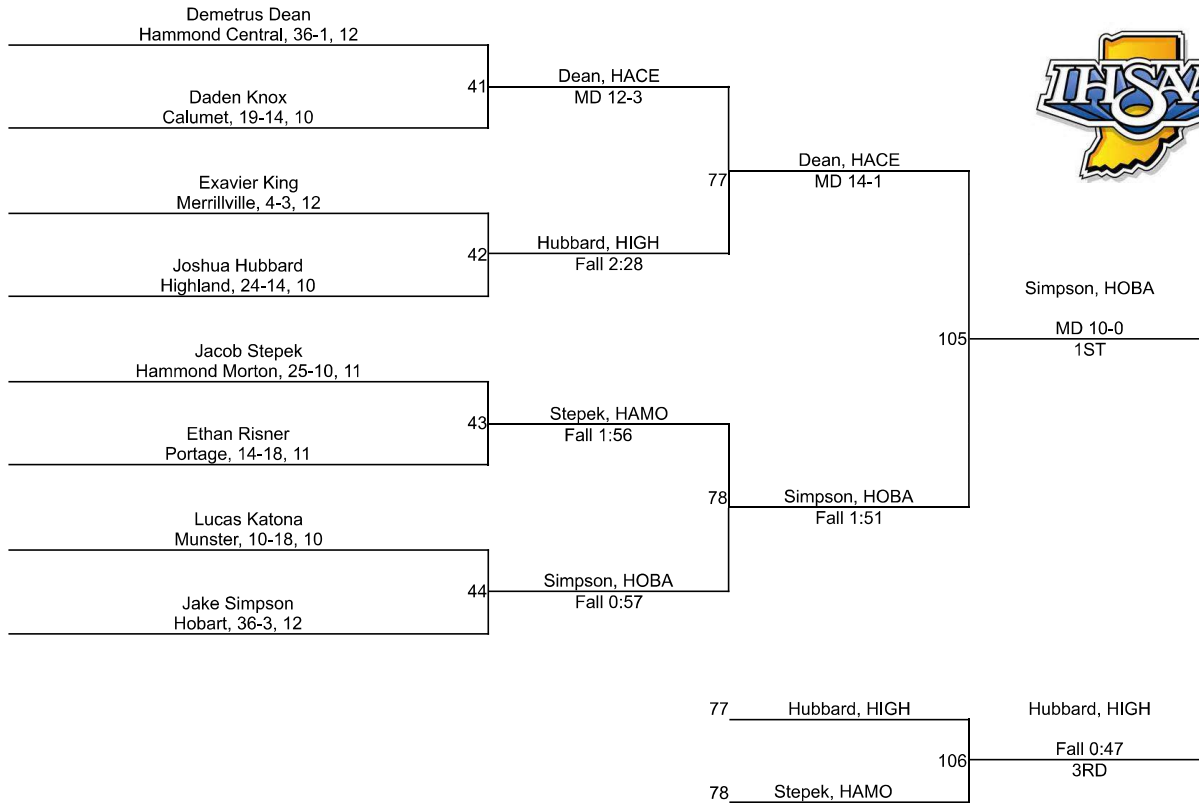 Demetrus Dean
Hammond Central, 36-1, 12
Daden Knox
Calumet, 19-14, 10
41
Dean, HACE
MD 12-3
Exavier King
Merrillville, 4-3, 12
Joshua Hubbard
Highland, 24-14, 10
42
Hubbard, HIGH
Fall 2:28
77
Dean, HACE
MD 14-1
Jacob Stepek
Hammond Morton, 25-10, 11
Ethan Risner
Portage, 14-18, 11
43
Stepek, HAMO
Fall 1:56
Lucas Katona
Munster, 10-18, 10
Jake Simpson
Hobart, 36-3, 12
44
Simpson, HOBA
Fall 0:57
78
Simpson, HOBA
Fall 1:51
IHSAA
105
Simpson, HOBA
MD 10-0
1ST
77
Hubbard, HIGH
78
Stepek, HAMO
106
Hubbard, HIGH
Fall 0:47
3RD